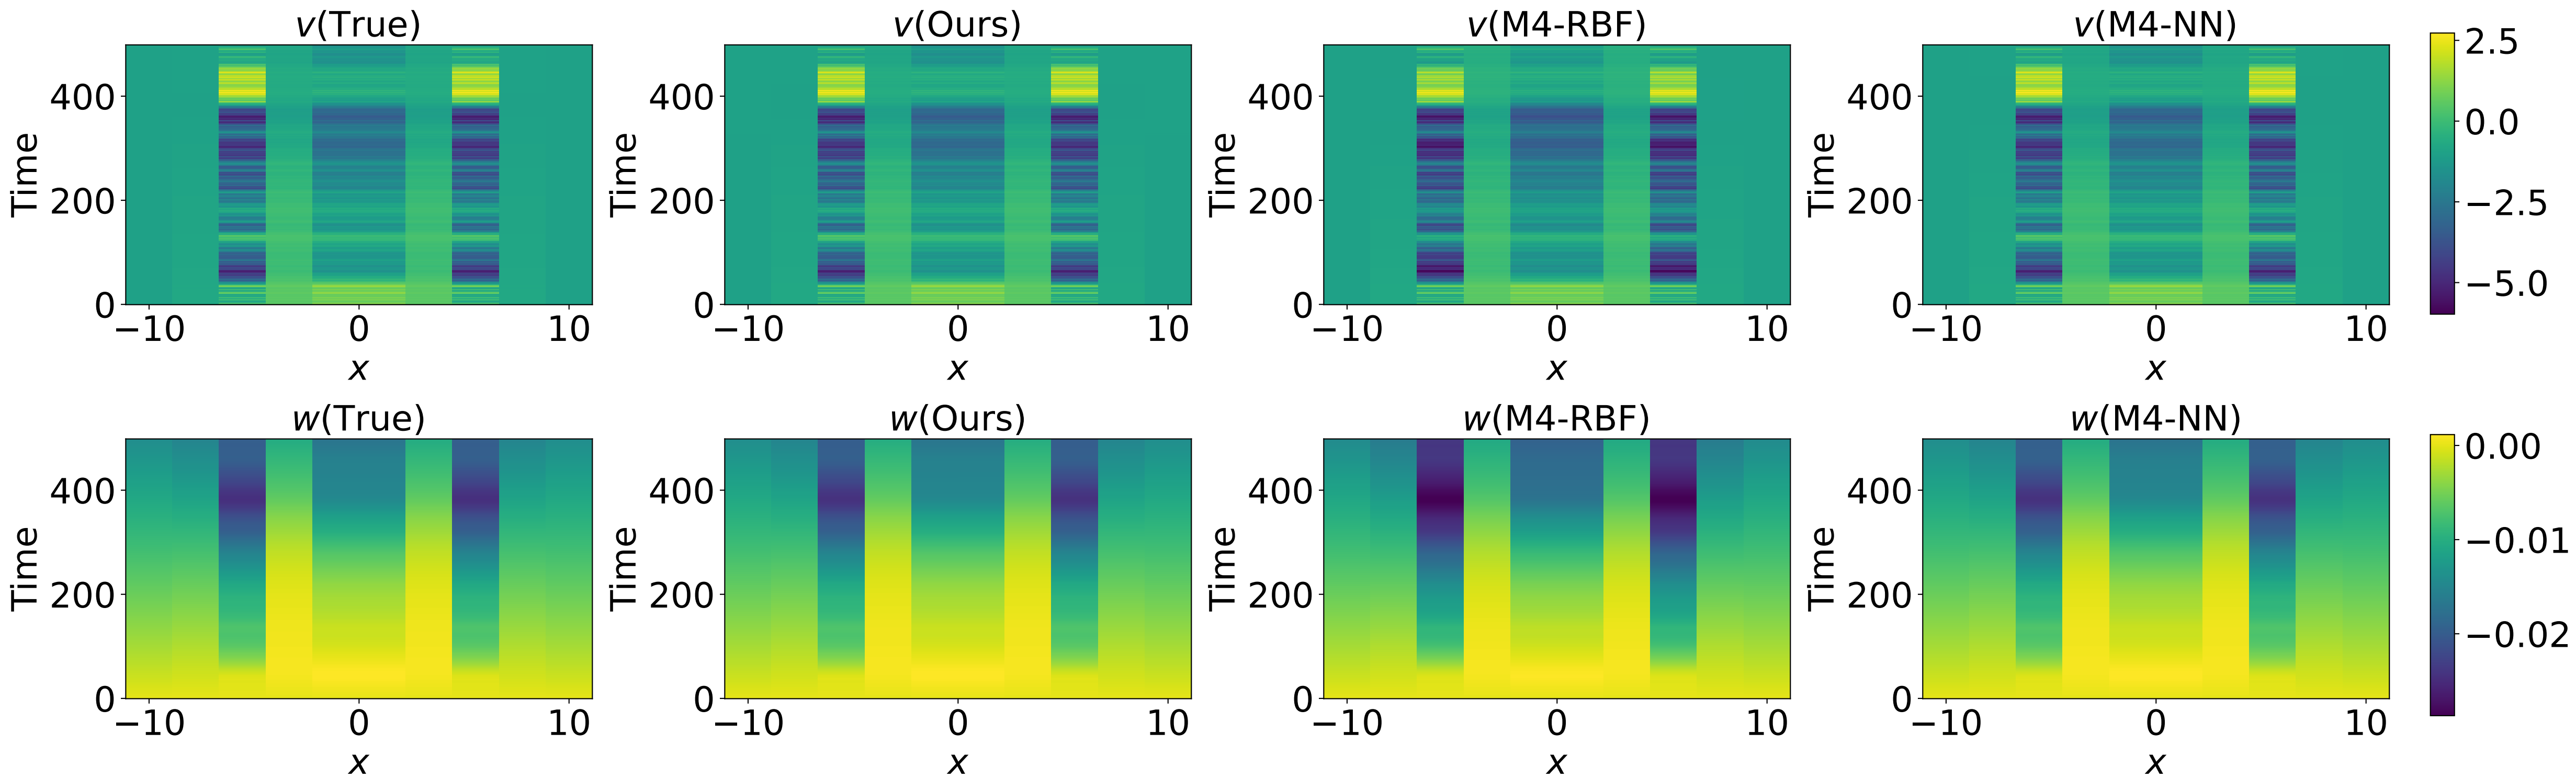 v(True)
v(Ours)
v(M4-RBF)
v(M4-NN)
Time
400
200
0
−10
0
10
x
Time
400
200
0
−10
0
10
x
Time
400
200
0
−10
0
10
x
Time
400
200
0
−10
0
10
x
2.5
0.0
−2.5
−5.0
w(True)
w(Ours)
w(M4-RBF)
w(M4-NN)
Time
400
200
0
−10
0
10
x
Time
400
200
0
−10
0
10
x
Time
400
200
0
−10
0
10
x
Time
400
200
0
−10
0
10
x
0.00
−0.01
−0.02